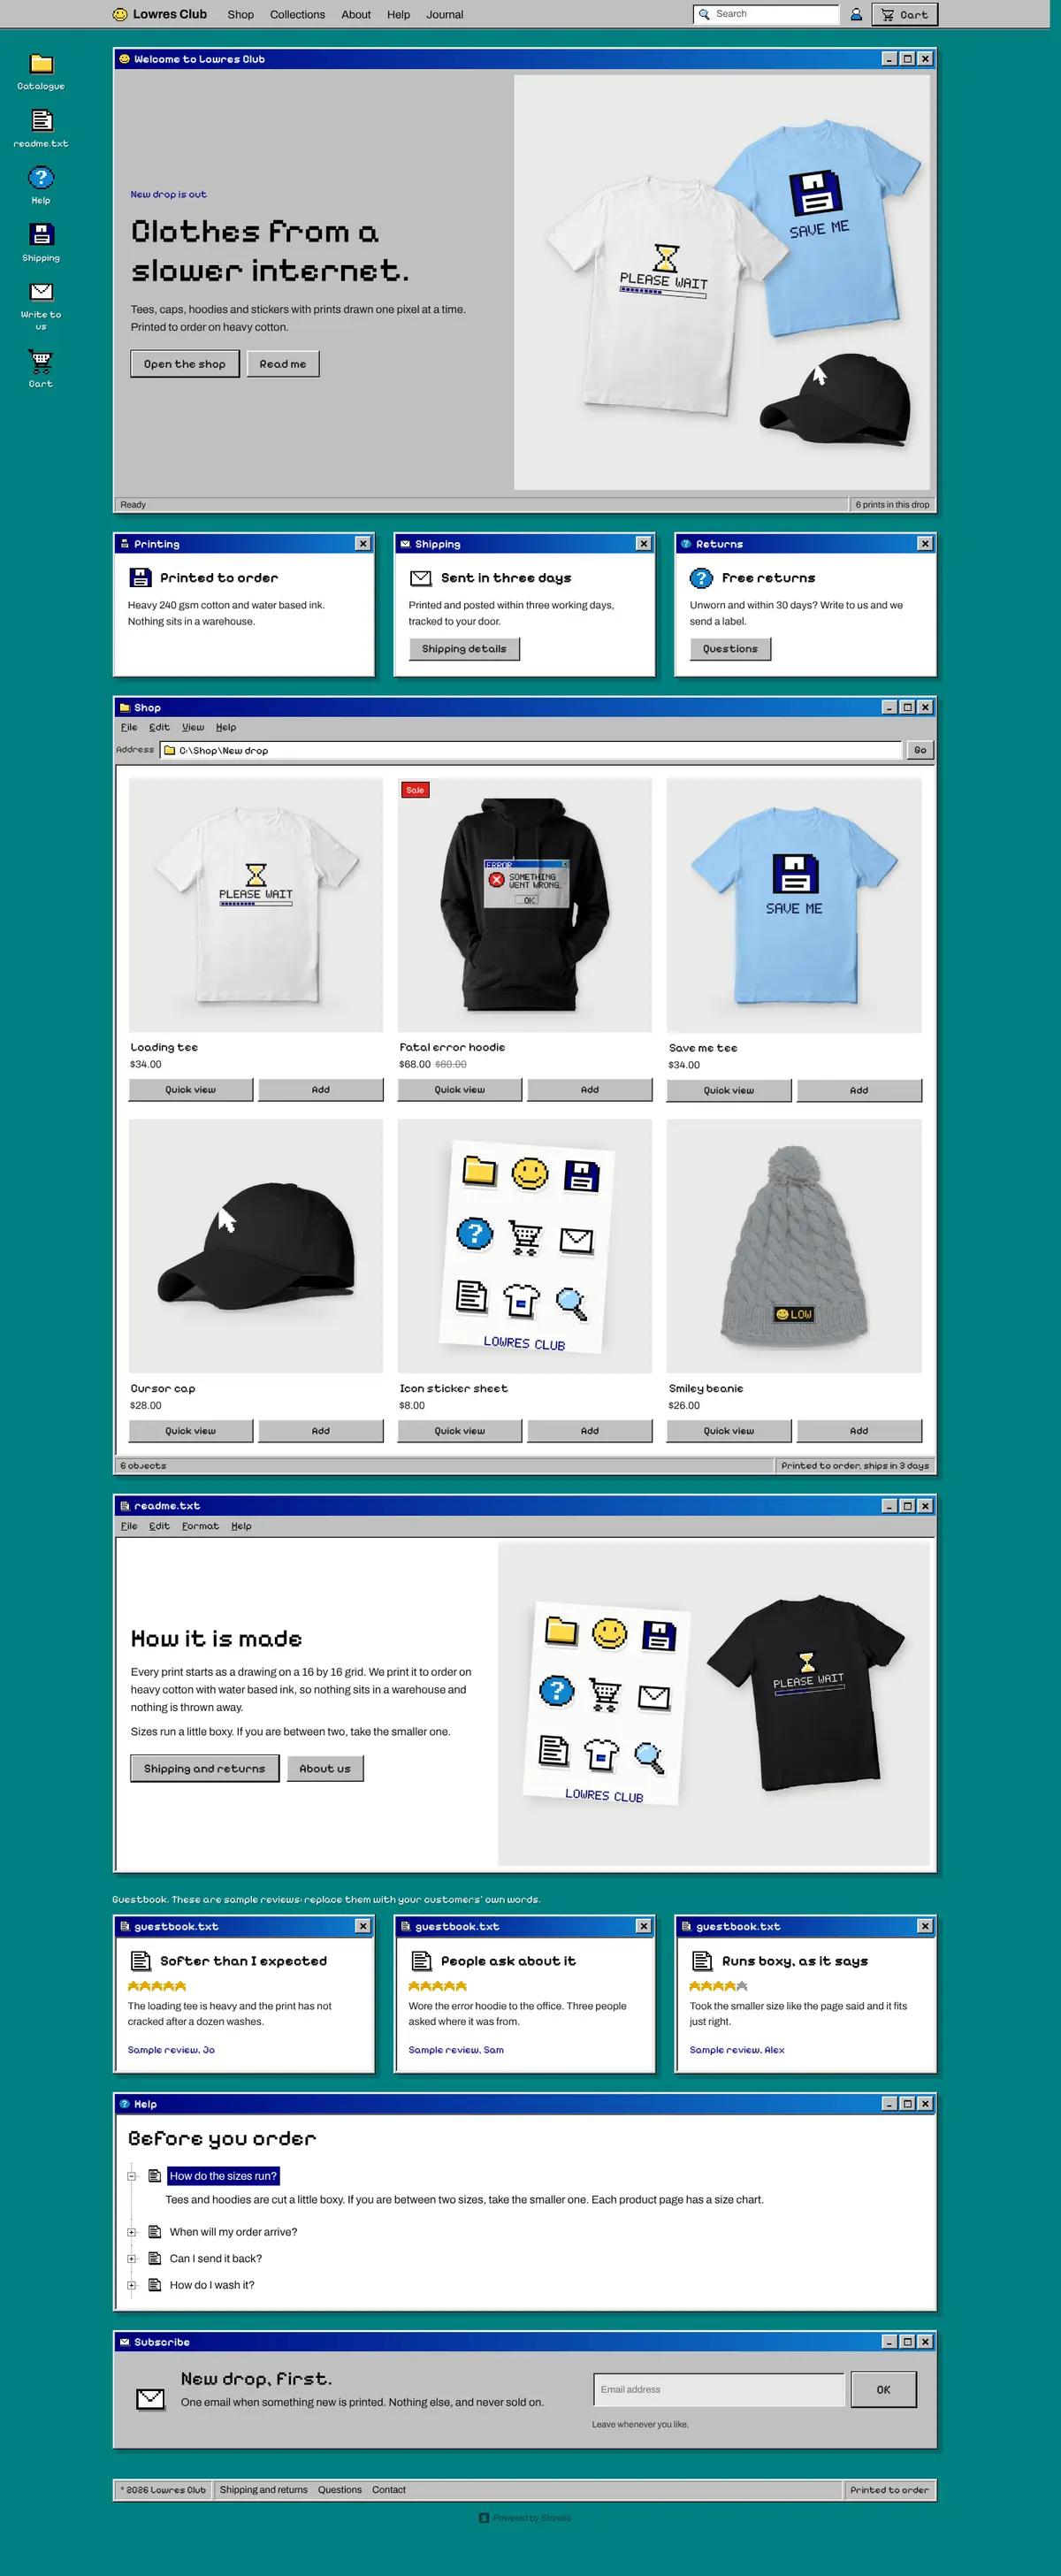 Lowres Club Shop Collections About Help Journal Search Cart
Catalogue
readme.txt
Help
Shipping
Write to
us
Cart
Welcome to Lowres Club
New drop is out
Clothes from a
slower internet.
Tees, caps, hoodies and stickers with prints drawn one pixel at a time.
Printed to order on heavy cotton.
Open the shop Read me
PLEASE WAIT
SAVE ME
Ready 6 prints in this drop
Printing
Printed to order
Heavy 240 gsm cotton and water based ink.
Nothing sits in a warehouse.
Shipping
Sent in three days
Printed and posted within three working days,
tracked to your door.
Shipping details
Returns
Free returns
Unworn and within 30 days? Write to us and we
send a label.
Questions
Shop
File Edit View Help
Address C:\Shop\New drop Go
PLEASE WAIT
Sale
ERROR
SOMETHING
WENT WRONG.
OK
SAVE ME
Loading tee
$34.00
Quick view Add
Fatal error hoodie
$68.00 $80.00
Quick view Add
Save me tee
$34.00
Quick view Add
LOWRES CLUB
LOW
Cursor cap
$28.00
Quick view Add
Icon sticker sheet
$8.00
Quick view Add
Smiley beanie
$26.00
Quick view Add
6 objects Printed to order, ships in 3 days
readme.txt
File Edit Format Help
How it is made
Every print starts as a drawing on a 16 by 16 grid. We print it to order on
heavy cotton with water based ink, so nothing sits in a warehouse and
nothing is thrown away.
Sizes run a little boxy. If you are between two, take the smaller one.
Shipping and returns About us
LOWRES CLUB
PLEASE WAIT
Guestbook. These are sample reviews: replace them with your customers' own words.
guestbook.txt
Softer than I expected
The loading tee is heavy and the print has not
cracked after a dozen washes.
Sample review, Jo
guestbook.txt
People ask about it
Wore the error hoodie to the office. Three people
asked where it was from.
Sample review, Sam
guestbook.txt
Runs boxy, as it says
Took the smaller size like the page said and it fits
just right.
Sample review, Alex
Help
Before you order
How do the sizes run?
Tees and hoodies are cut a little boxy. If you are between two sizes, take the smaller one. Each product page has a size chart.
When will my order arrive?
Can I send it back?
How do I wash it?
Subscribe
New drop, first.
One email when something new is printed. Nothing else, and never sold on.
Email address OK
Leave whenever you like.
© 2026 Lowres Club Shipping and returns Questions Contact Printed to order
Powered by Storelib